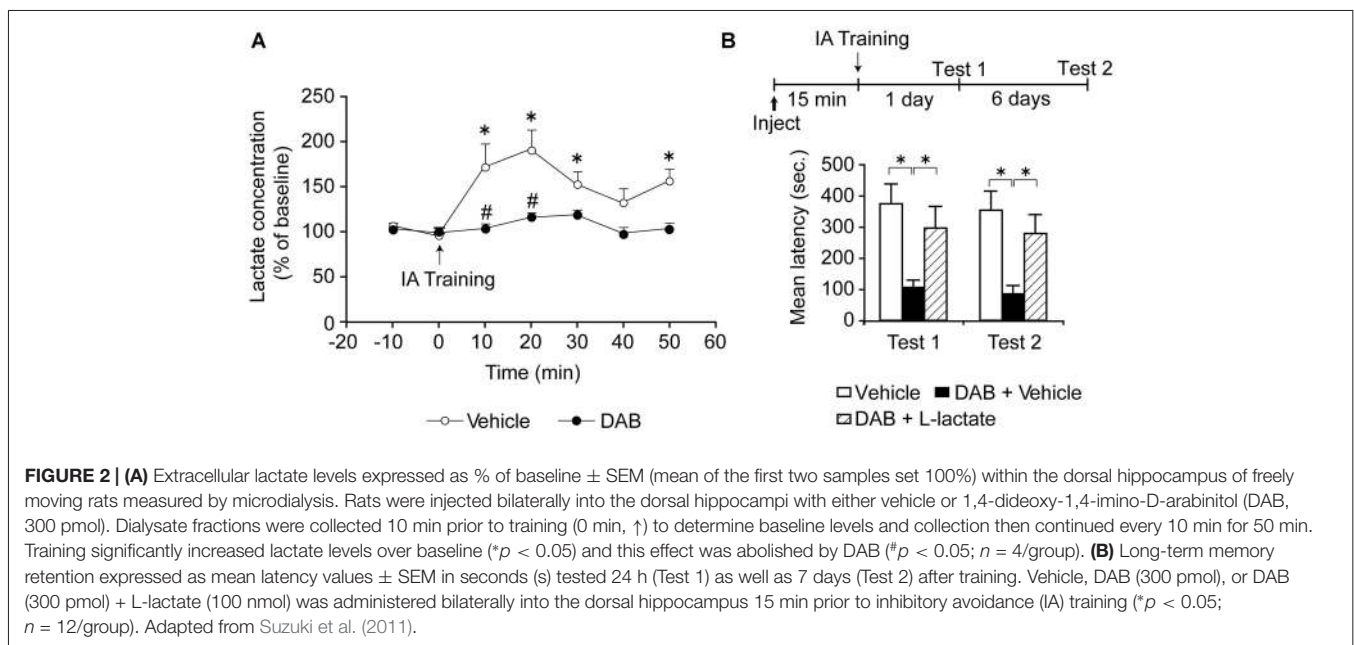 A
Lactate concentration
(% of baseline)
250
200
150
100
50
0
-20 -10 0 10 20 30 40 50 60
Time (min)
* * * *
# #
IA Training
Vehicle DAB
B
IA Training
Test 1 Test 2
15 min 1 day 6 days
Inject
Mean latency (sec.)
500
400
300
200
100
0
* * * *
Test 1 Test 2
Vehicle DAB + Vehicle
DAB + L-lactate
FIGURE 2 | (A) Extracellular lactate levels expressed as % of baseline ± SEM (mean of the first two samples set 100%) within the dorsal hippocampus of freely
moving rats measured by microdialysis. Rats were injected bilaterally into the dorsal hippocampi with either vehicle or 1,4-dideoxy-1,4-imino-D-arabinitol (DAB,
300 pmol). Dialysate fractions were collected 10 min prior to training (0 min, ↑) to determine baseline levels and collection then continued every 10 min for 50 min.
Training significantly increased lactate levels over baseline (*p < 0.05) and this effect was abolished by DAB (#p < 0.05; n = 4/group). (B) Long-term memory
retention expressed as mean latency values ± SEM in seconds (s) tested 24 h (Test 1) as well as 7 days (Test 2) after training. Vehicle, DAB (300 pmol), or DAB
(300 pmol) + L-lactate (100 nmol) was administered bilaterally into the dorsal hippocampus 15 min prior to inhibitory avoidance (IA) training (*p < 0.05;
n = 12/group). Adapted from Suzuki et al. (2011).